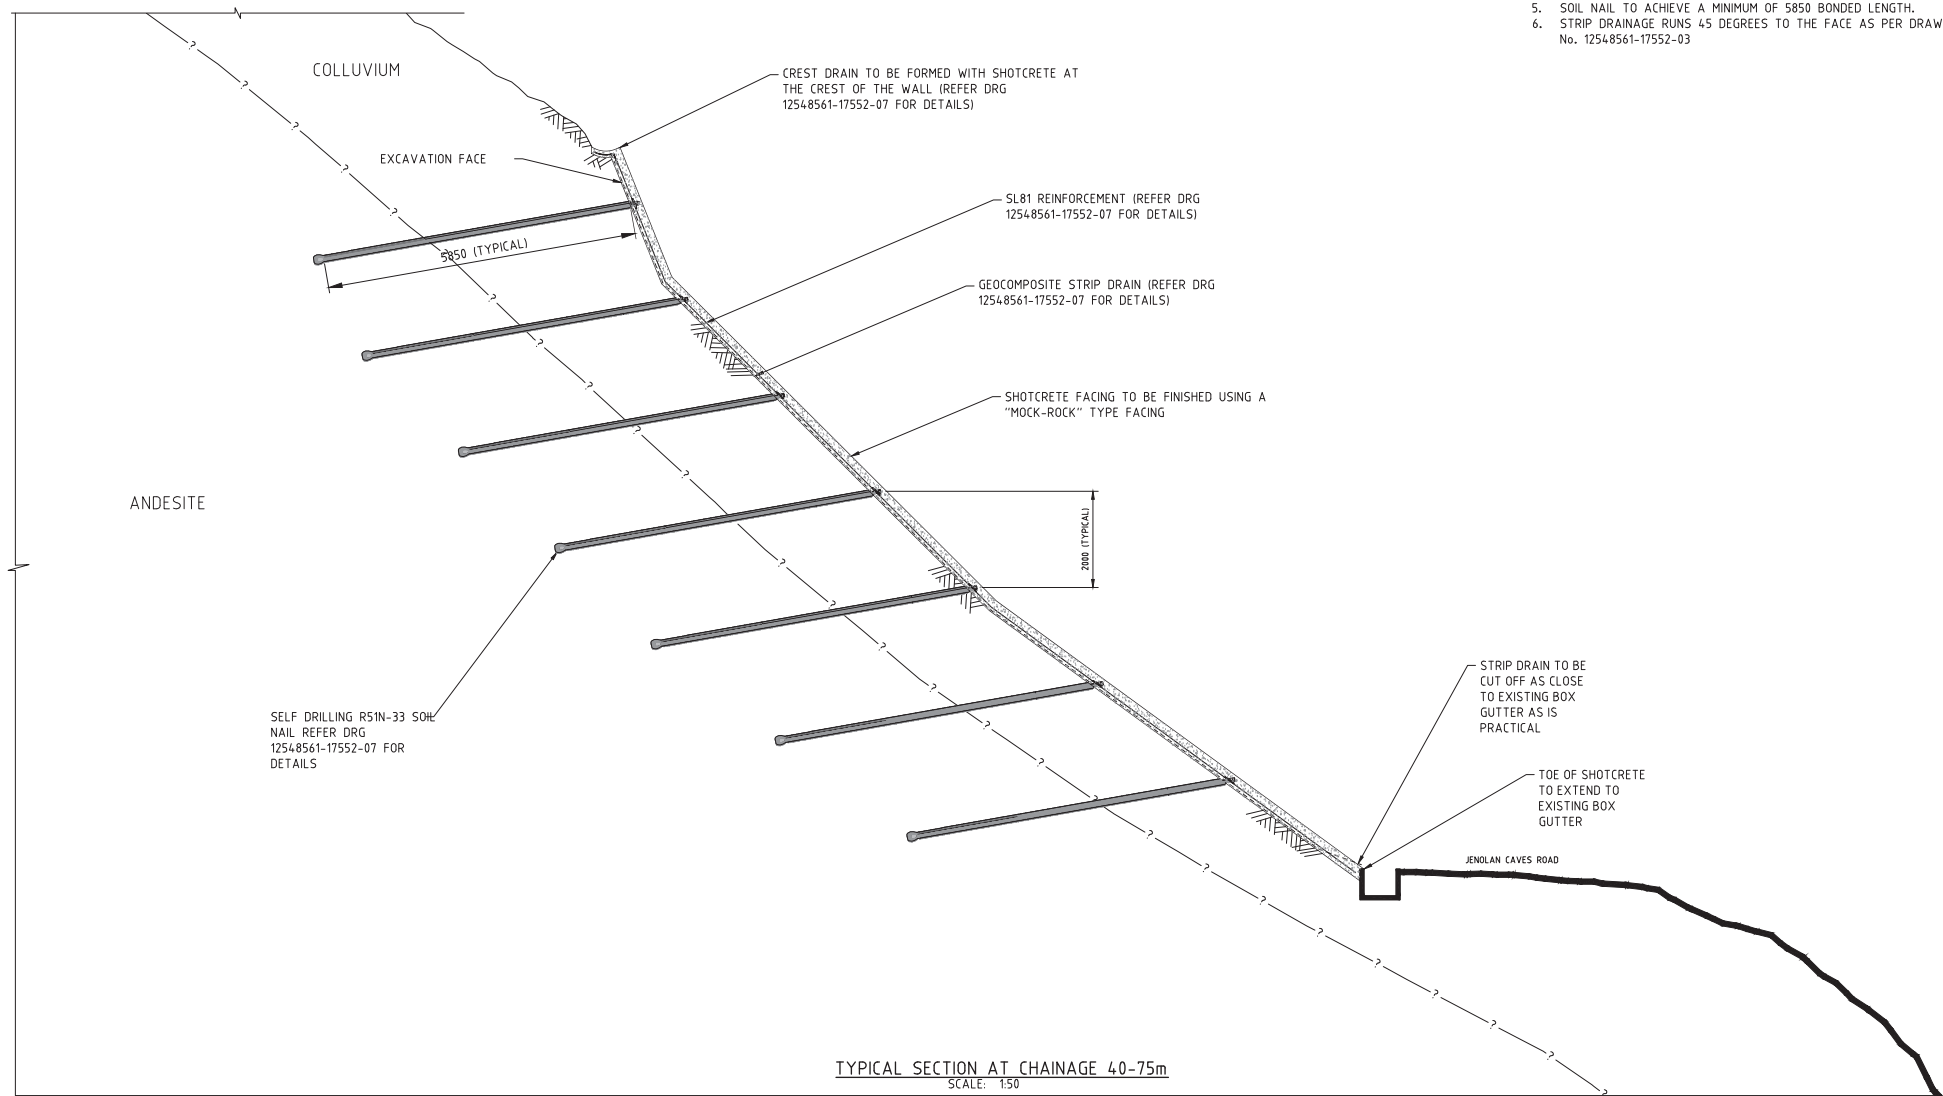 5. SOIL NAIL TO ACHIEVE A MINIMUM OF 5850 BONDED LENGTH.
6. STRIP DRAINAGE RUNS 45 DEGREES TO THE FACE AS PER DRAW
No. 12548561-17552-03
COLLUVIUM
CREST DRAIN TO BE FORMED WITH SHOTCRETE AT
THE CREST OF THE WALL (REFER DRG
12548561-17552-07 FOR DETAILS)
EXCAVATION FACE
SL81 REINFORCEMENT (REFER DRG
12548561-17552-07 FOR DETAILS)
5850 (TYPICAL)
GEOCOMPOSITE STRIP DRAIN (REFER DRG
12548561-17552-07 FOR DETAILS)
SHOTCRETE FACING TO BE FINISHED USING A
"MOCK-ROCK" TYPE FACING
ANDESITE
2000 (TYPICAL)
SELF DRILLING R51N-33 SOIL
NAIL REFER DRG
12548561-17552-07 FOR
DETAILS
STRIP DRAIN TO BE
CUT OFF AS CLOSE
TO EXISTING BOX
GUTTER AS IS
PRACTICAL
TOE OF SHOTCRETE
TO EXTEND TO
EXISTING BOX
GUTTER
JENOLAN CAVES ROAD
TYPICAL SECTION AT CHAINAGE 40-75m
SCALE: 1:50